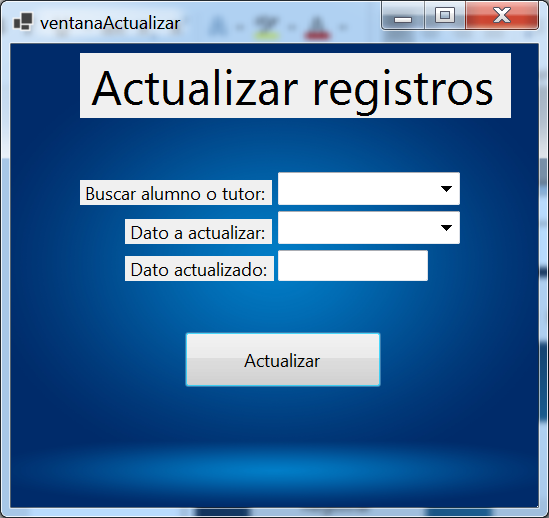 ventanaActualizar
Actualizar registros
Buscar alumno o tutor:
Dato a actualizar:
Dato actualizado:
Actualizar